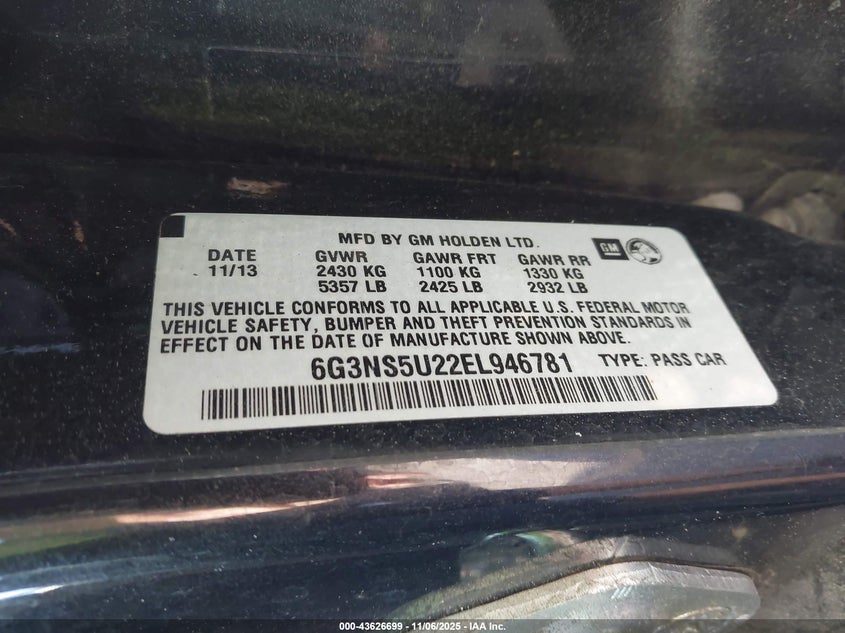 MFD BY GM HOLDEN LTD.
DATE GVWR GAWR FRT GAWR RR
11/13 2430 KG 1100 KG 1330 KG
5357 LB 2425 LB 2932 LB
GM
THIS VEHICLE CONFORMS TO ALL APPLICABLE U.S. FEDERAL MOTOR
VEHICLE SAFETY, BUMPER AND THEFT PREVENTION STANDARDS IN
EFFECT ON THE DATE OF MANUFACTURE SHOWN ABOVE.
6G3NS5U22EL946781 TYPE: PASS CAR
000-43626699 - 11/06/2025 - IAA Inc.